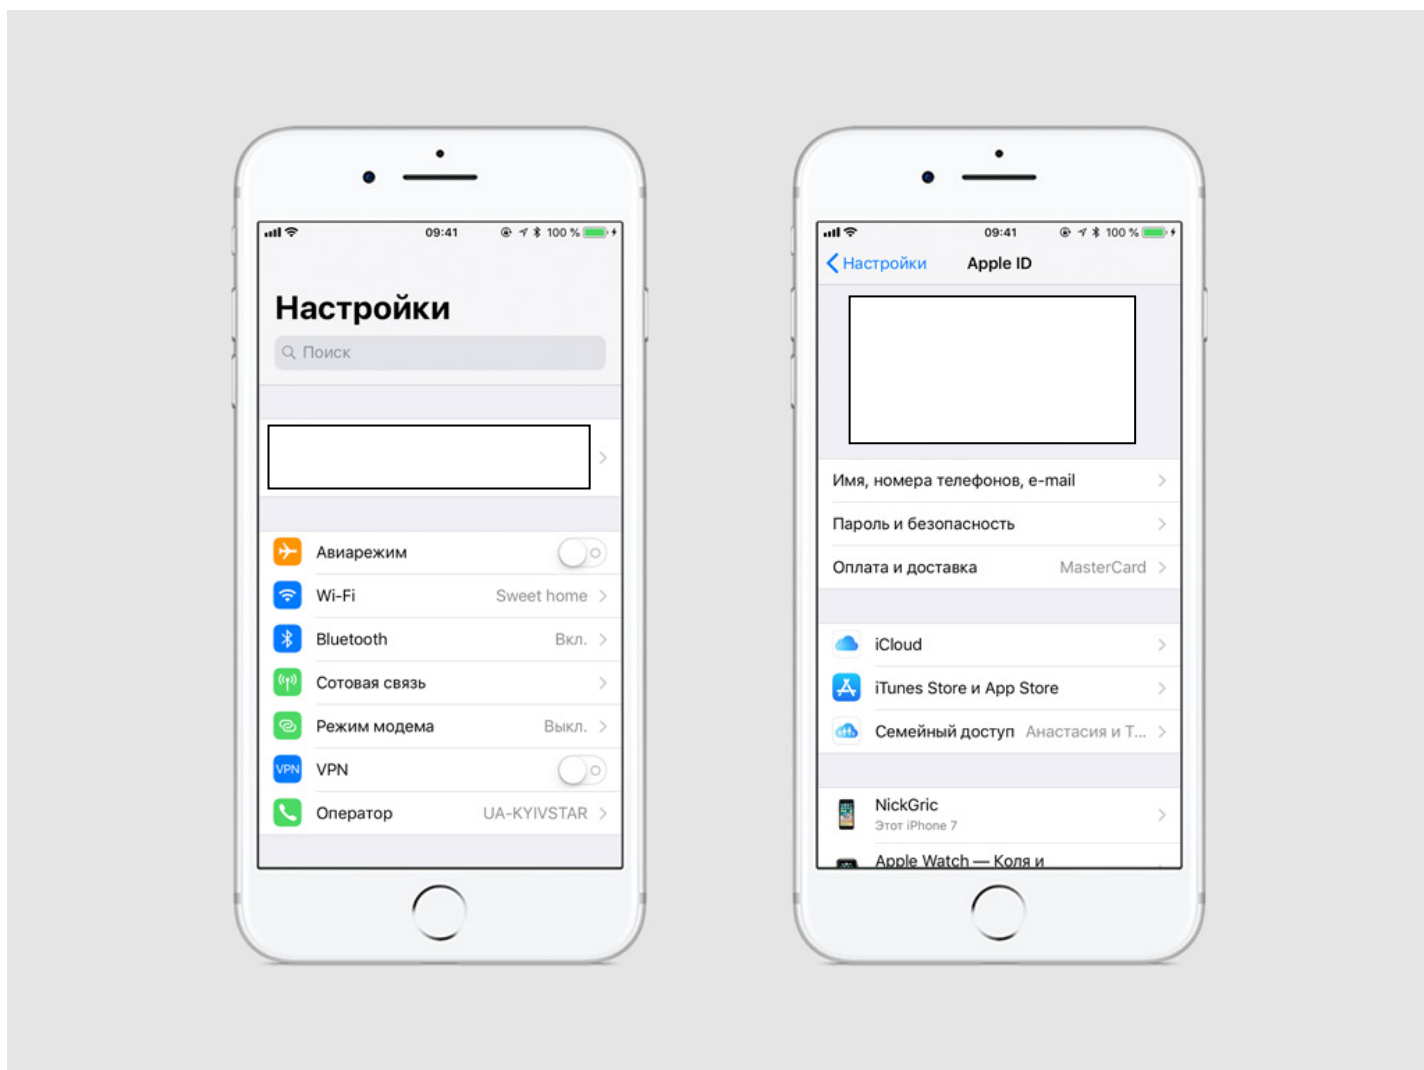 09:41 100 %
Настройки
Поиск
Авиарежим
Wi-Fi Sweet home
Bluetooth Вкл.
Сотовая связь
Режим модема Выкл.
VPN VPN
Оператор UA-KYIVSTAR
09:41 100 %
Настройки Apple ID
Имя, номера телефонов, e-mail
Пароль и безопасность
Оплата и доставка MasterCard
iCloud
iTunes Store и App Store
Семейный доступ Анастасия и Т...
NickGric
Этот iPhone 7
Apple Watch — Коля и